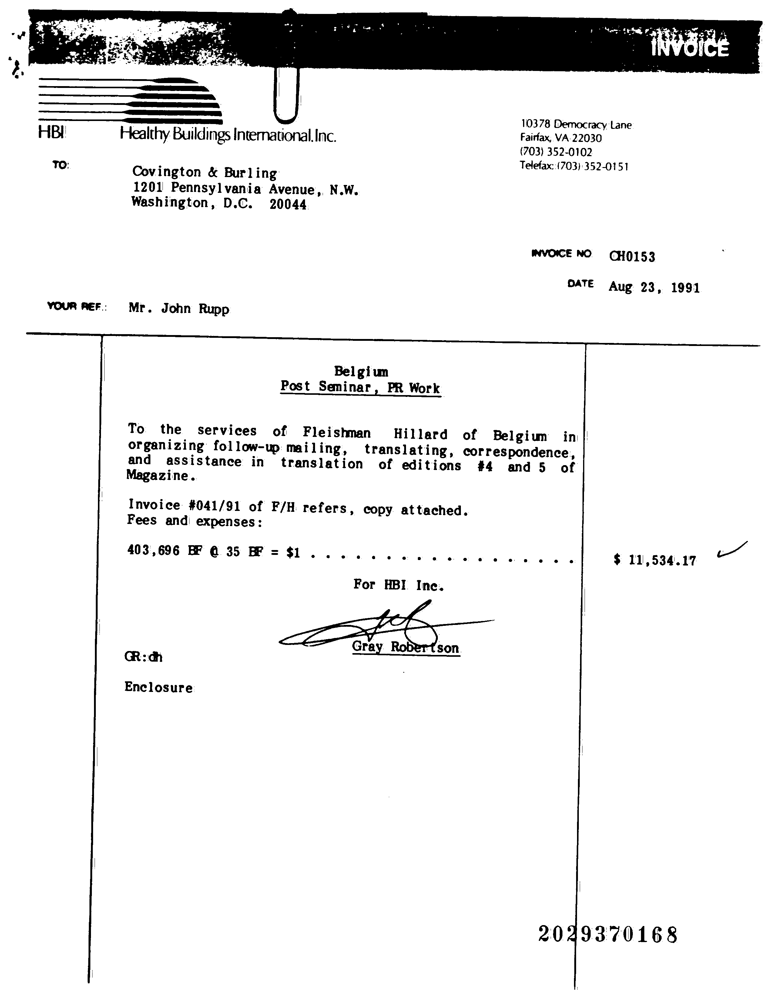 INVOICE
HBI Healthy Buildings International, Inc.
10378 Democracy Lane
Fairfax, VA 22030
(703) 352-0102
Telefax: (703) 352-0151
TO: Covington & Burling
1201 Pennsylvania Avenue, N.W.
Washington, D.C. 20044
INVOICE NO CH0153
DATE Aug 23, 1991
YOUR REF.: Mr. John Rupp
Belgium
Post Seminar, PR Work
To the services of Fleishman Hillard of Belgium in
organizing follow-up mailing, translating, correspondence,
and assistance in translation of editions #4 and 5 of
Magazine.
Invoice #041/91 of F/H refers, copy attached.
Fees and expenses:
403,696 BF @ 35 BF = $1 . . . . . . . . . . . . . . . . . . . $ 11,534.17
For HBI Inc.
Gray Robertson
GR:dh
Enclosure
2029370168